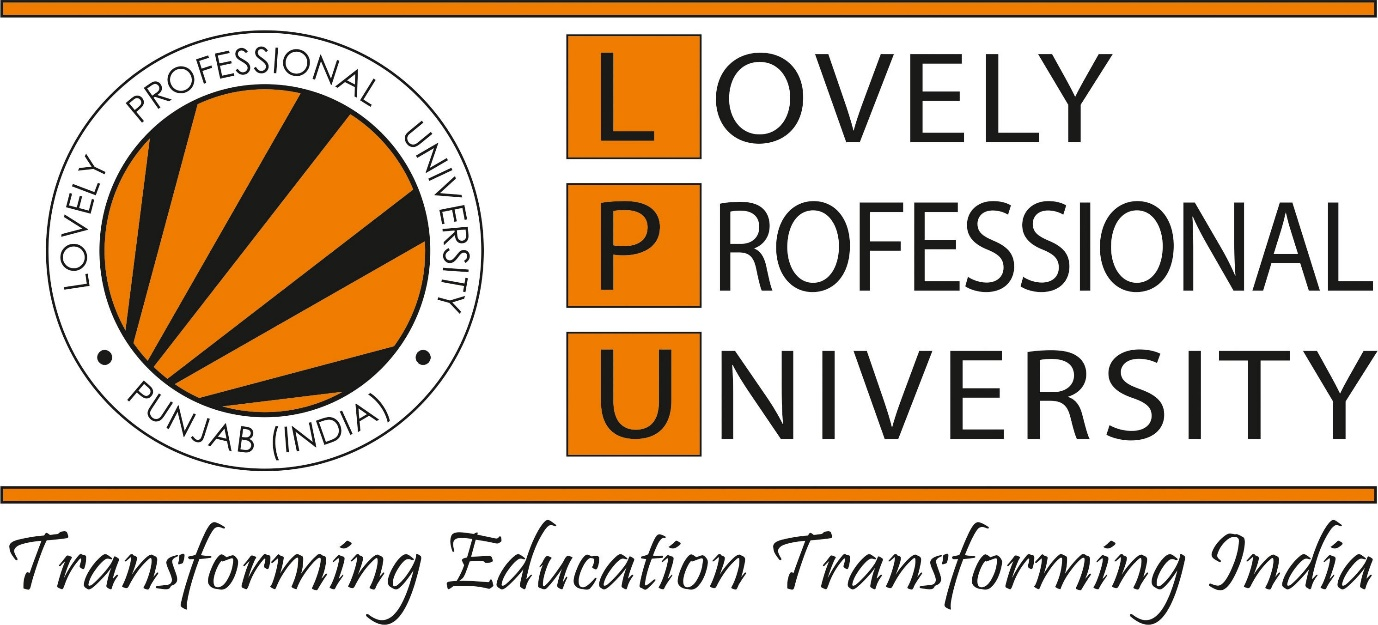 LOVELY PROFESSIONAL UNIVERSITY
PUNJAB (INDIA)
LOVELY
PROFESSIONAL
UNIVERSITY
Transforming Education Transforming India